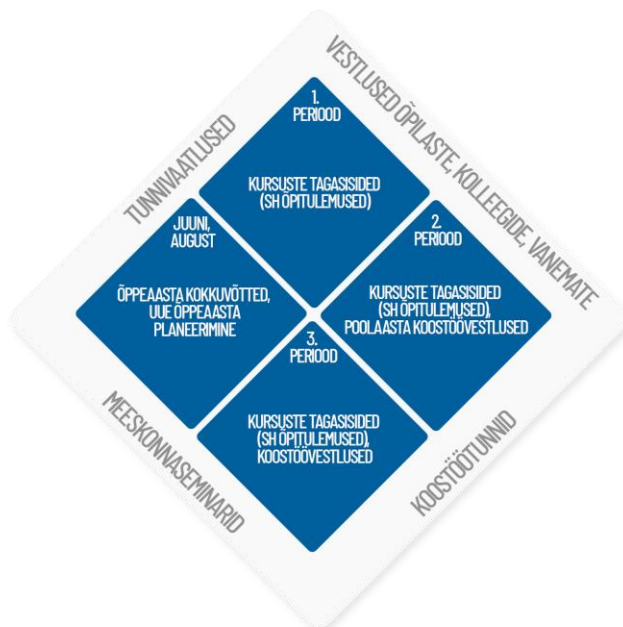 TUNNIVAATLUSED
VESTLUSED ÕPILASTE, KOLLEEGIDE, VANEMATE
1.
PERIOOD
KURSUSTE TAGASISIDED
(SH ÕPITULEMUSED)
JUUNI,
AUGUST
ÕPPEAASTA KOKKUVÕTTED,
UUE ÕPPEAASTA
PLANEERIMINE
2.
PERIOOD
KURSUSTE TAGASISIDED
(SH ÕPITULEMUSED),
POOLAASTA KOOSTÖÖVESTLUSED
3.
PERIOOD
KURSUSTE TAGASISIDED
(SH ÕPITULEMUSED),
KOOSTÖÖVESTLUSED
MEESKONNASEMINARID
KOOSTÖÖTUNNID